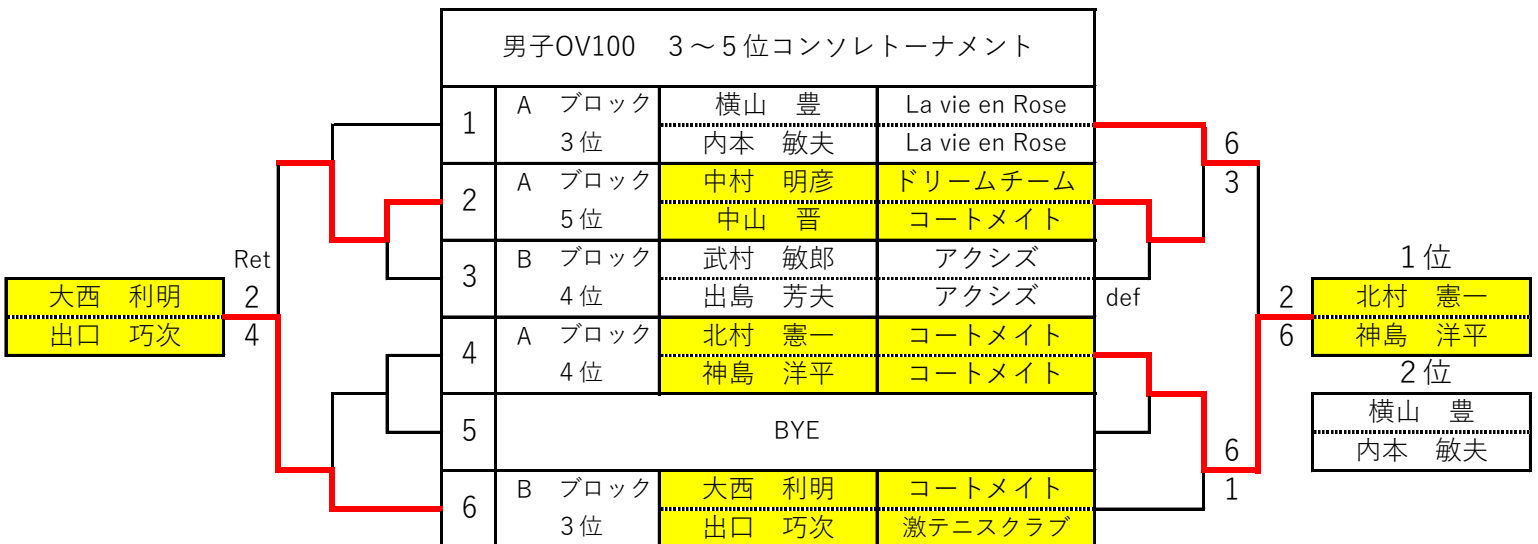 男子OV100　３～５位コンソレトーナメント
1 A ブロック 横山　豊 La vie en Rose
3位 内本　敏夫 La vie en Rose
6
2 A ブロック 中村　明彦 ドリームチーム
3
5位 中山　晋 コートメイト
3 B ブロック 武村　敏郎 アクシズ
4位 出島　芳夫 アクシズ
def
Ret
大西　利明 2
出口　巧次 4
4 A ブロック 北村　憲一 コートメイト
4位 神島　洋平 コートメイト
1位
2 北村　憲一
6 神島　洋平
2位
横山　豊
内本　敏夫
5 BYE
6
6 B ブロック 大西　利明 コートメイト
1
3位 出口　巧次 激テニスクラブ